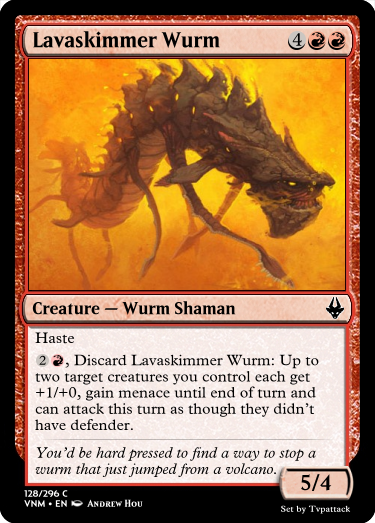 Lavaskimmer Wurm 4
Creature — Wurm Shaman
Haste
2 , Discard Lavaskimmer Wurm: Up to
two target creatures you control each get
+1/+0, gain menace until end of turn and
can attack this turn as though they didn't
have defender.
You'd be hard pressed to find a way to stop a
wurm that just jumped from a volcano.
5/4
128/296 C
VNM • EN Andrew Hou
Set by Tvpattack